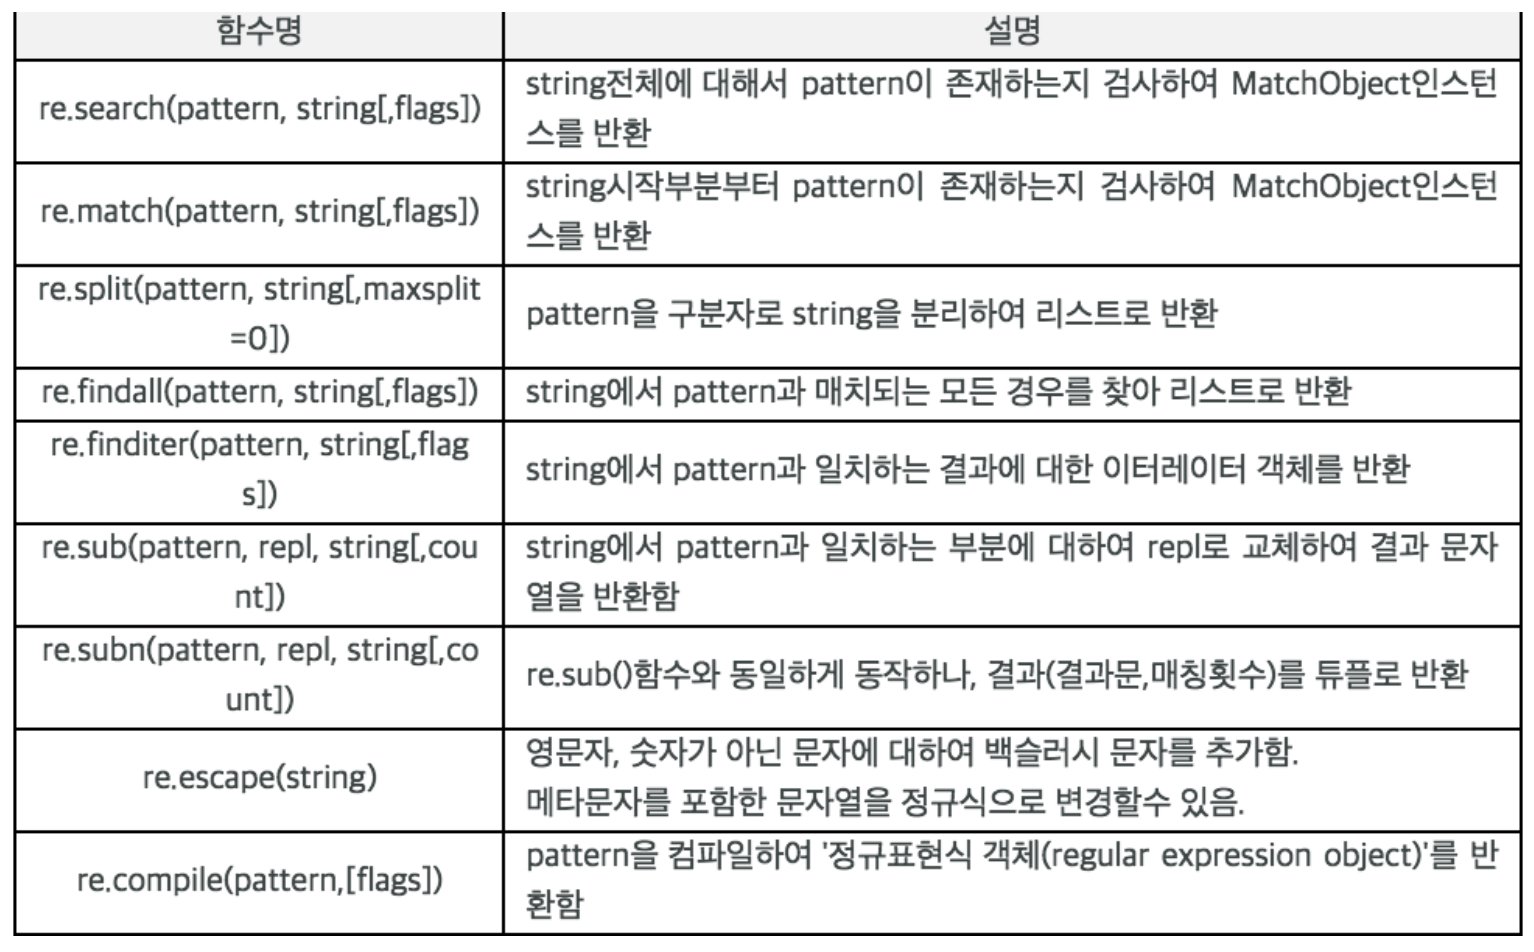 함수명
설명
re.search(pattern, string[,flags])
string전체에 대해서 pattern이 존재하는지 검사하여 MatchObject인스턴
스를 반환
re.match(pattern, string[,flags])
string시작부분부터 pattern이 존재하는지 검사하여 MatchObject인스턴
스를 반환
re.split(pattern, string[,maxsplit
=0])
pattern을 구분자로 string을 분리하여 리스트로 반환
re.findall(pattern, string[,flags])
string에서 pattern과 매치되는 모든 경우를 찾아 리스트로 반환
re.finditer(pattern, string[,flag
s])
string에서 pattern과 일치하는 결과에 대한 이터레이터 객체를 반환
re.sub(pattern, repl, string[,cou
nt])
string에서 pattern과 일치하는 부분에 대하여 repl로 교체하여 결과 문자
열을 반환함
re.subn(pattern, repl, string[,co
unt])
re.sub()함수와 동일하게 동작하나, 결과(결과문,매칭횟수)를 튜플로 반환
re.escape(string)
영문자, 숫자가 아닌 문자에 대하여 백슬러시 문자를 추가함.
메타문자를 포함한 문자열을 정규식으로 변경할수 있음.
re.compile(pattern,[flags])
pattern을 컴파일하여 '정규표현식 객체(regular expression object)'를 반
환함